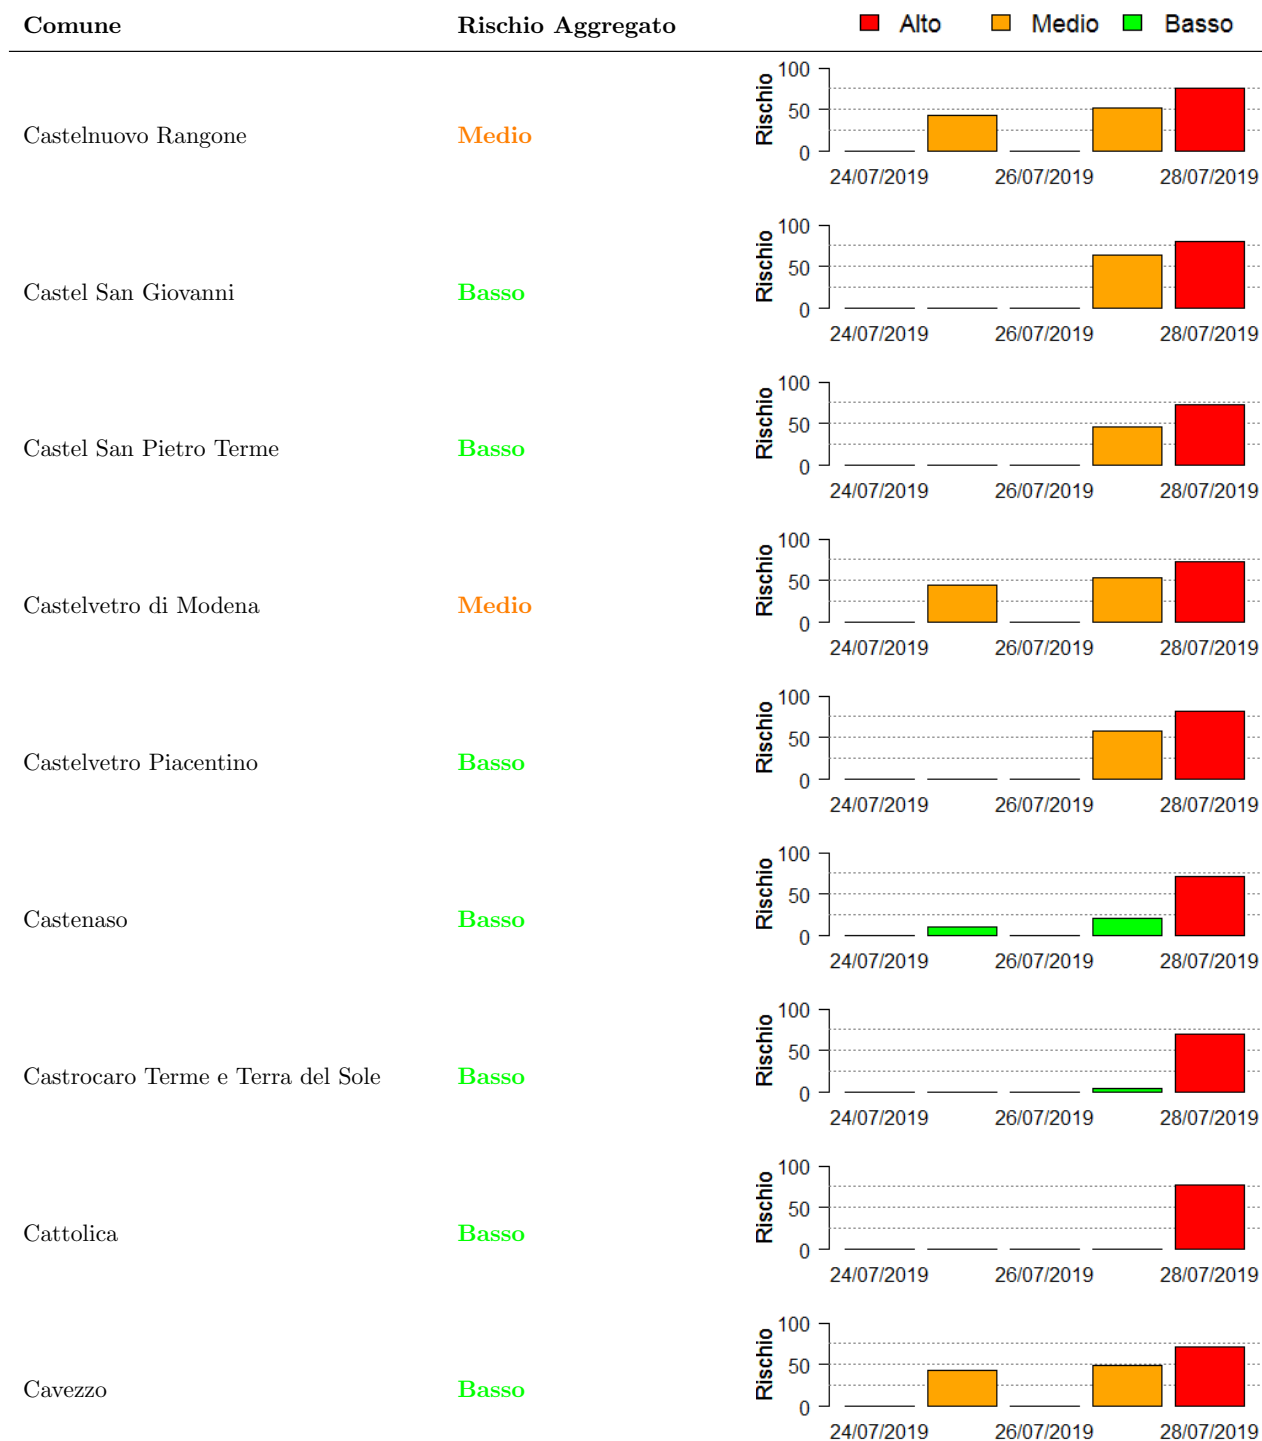 Comune Rischio Aggregato Alto Medio Basso
Castelnuovo Rangone Medio
Rischio
100
50
0
24/07/2019 26/07/2019 28/07/2019
Castel San Giovanni Basso
Rischio
100
50
0
24/07/2019 26/07/2019 28/07/2019
Castel San Pietro Terme Basso
Rischio
100
50
0
24/07/2019 26/07/2019 28/07/2019
Castelvetro di Modena Medio
Rischio
100
50
0
24/07/2019 26/07/2019 28/07/2019
Castelvetro Piacentino Basso
Rischio
100
50
0
24/07/2019 26/07/2019 28/07/2019
Castenaso Basso
Rischio
100
50
0
24/07/2019 26/07/2019 28/07/2019
Castrocaro Terme e Terra del Sole Basso
Rischio
100
50
0
24/07/2019 26/07/2019 28/07/2019
Cattolica Basso
Rischio
100
50
0
24/07/2019 26/07/2019 28/07/2019
Cavezzo Basso
Rischio
100
50
0
24/07/2019 26/07/2019 28/07/2019